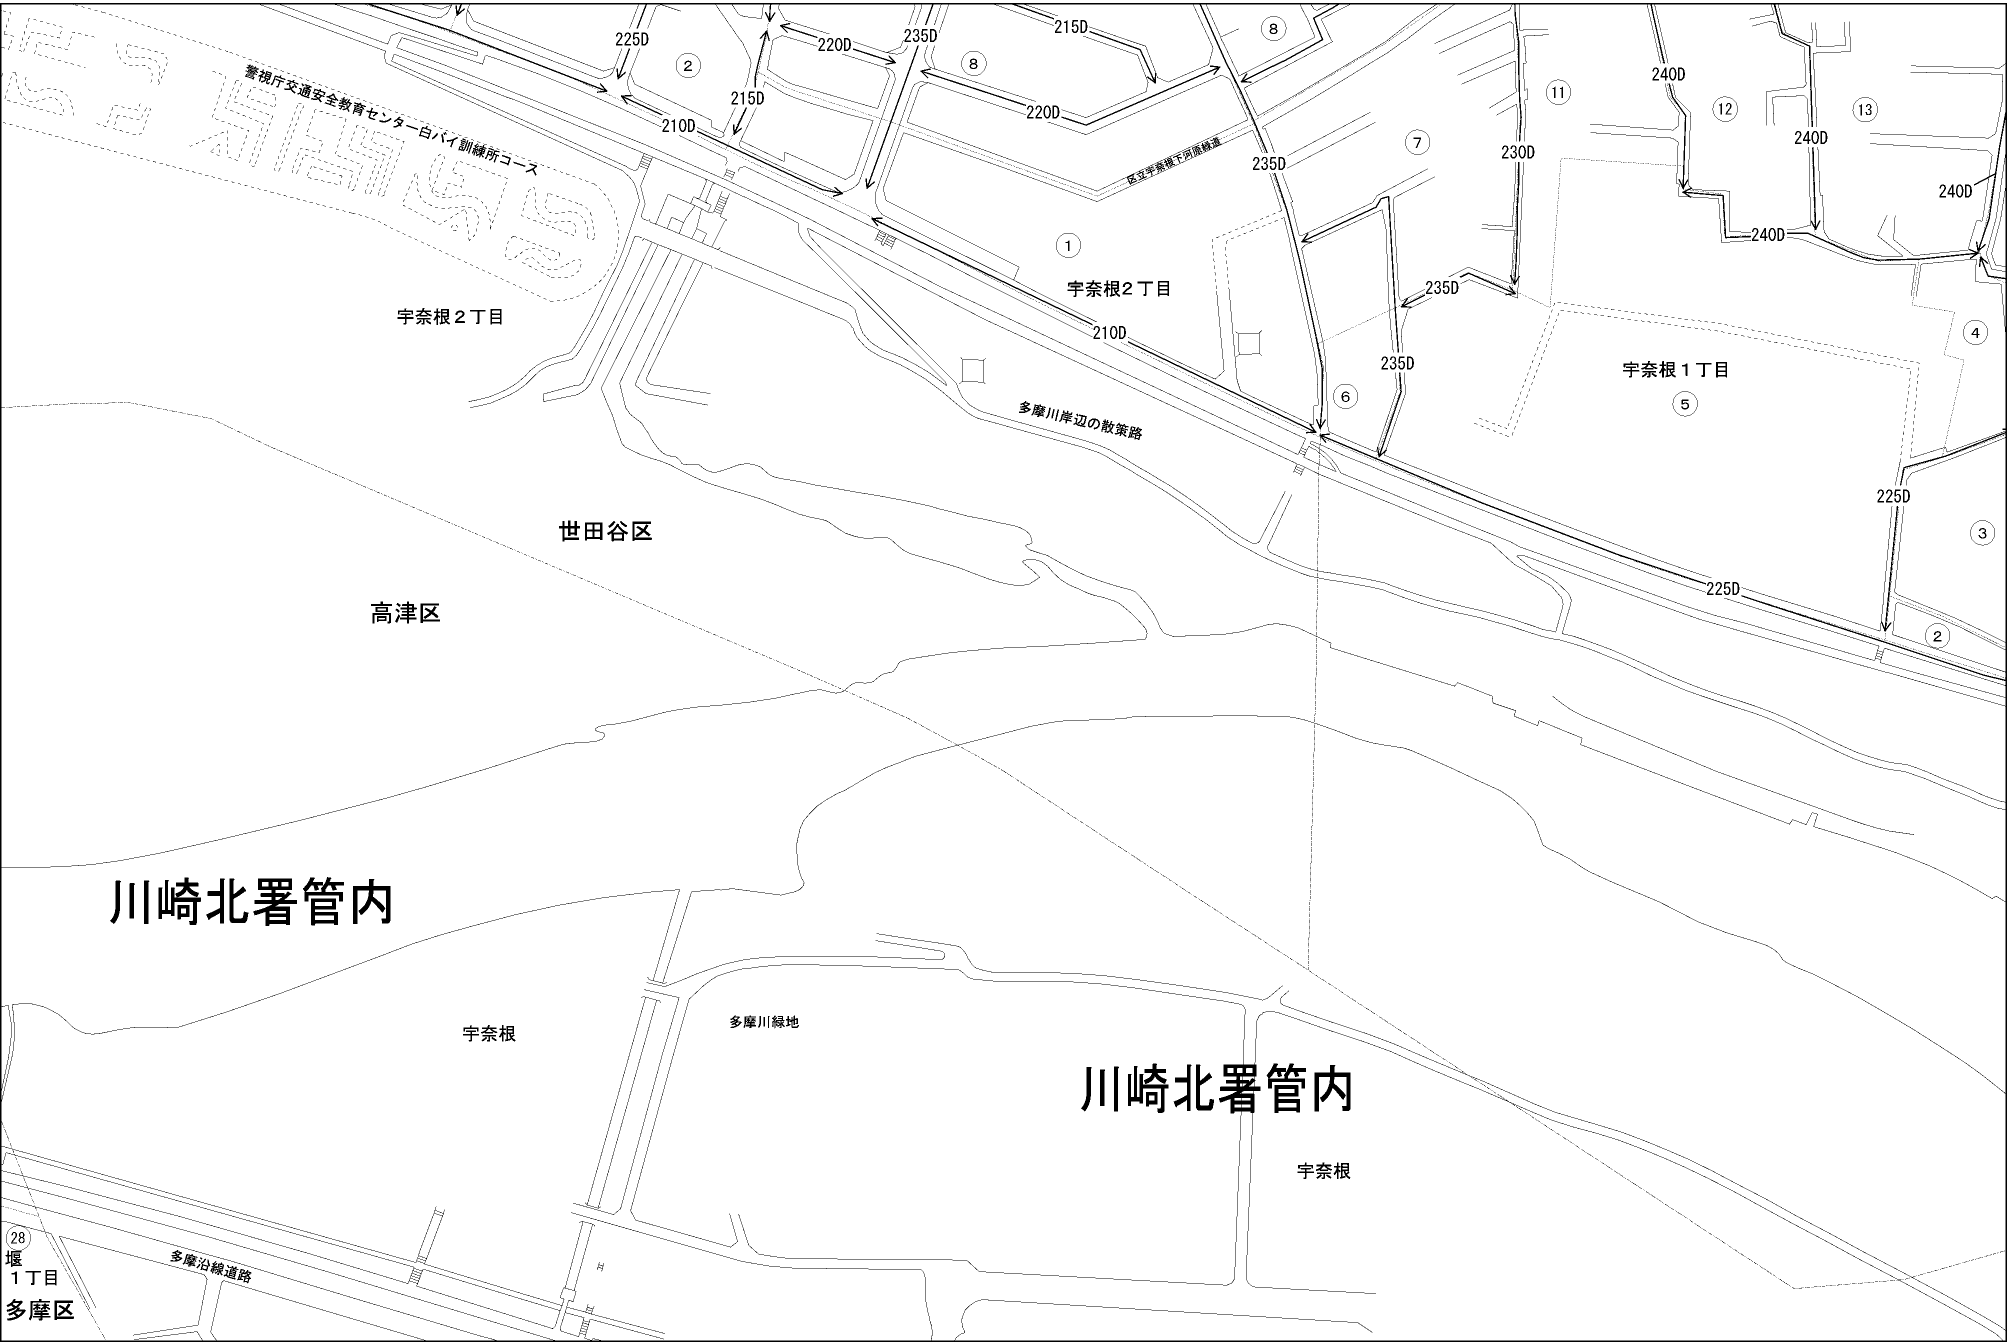 225D
②
220D
235D
215D
⑧
⑧
215D
210D
220D
警視庁交通安全教育センター白バイ訓練所コース
区立宇奈根下河原緑道
235D
⑦
⑪
240D
⑫
⑬
230D
240D
240D
240D
①
宇奈根２丁目
宇奈根２丁目
210D
235D
235D
⑥
④
宇奈根１丁目
⑤
多摩川岸辺の散策路
225D
③
世田谷区
高津区
225D
②
川崎北署管内
宇奈根
多摩川緑地
川崎北署管内
宇奈根
㉘
堰
１丁目
多摩区
多摩沿線道路